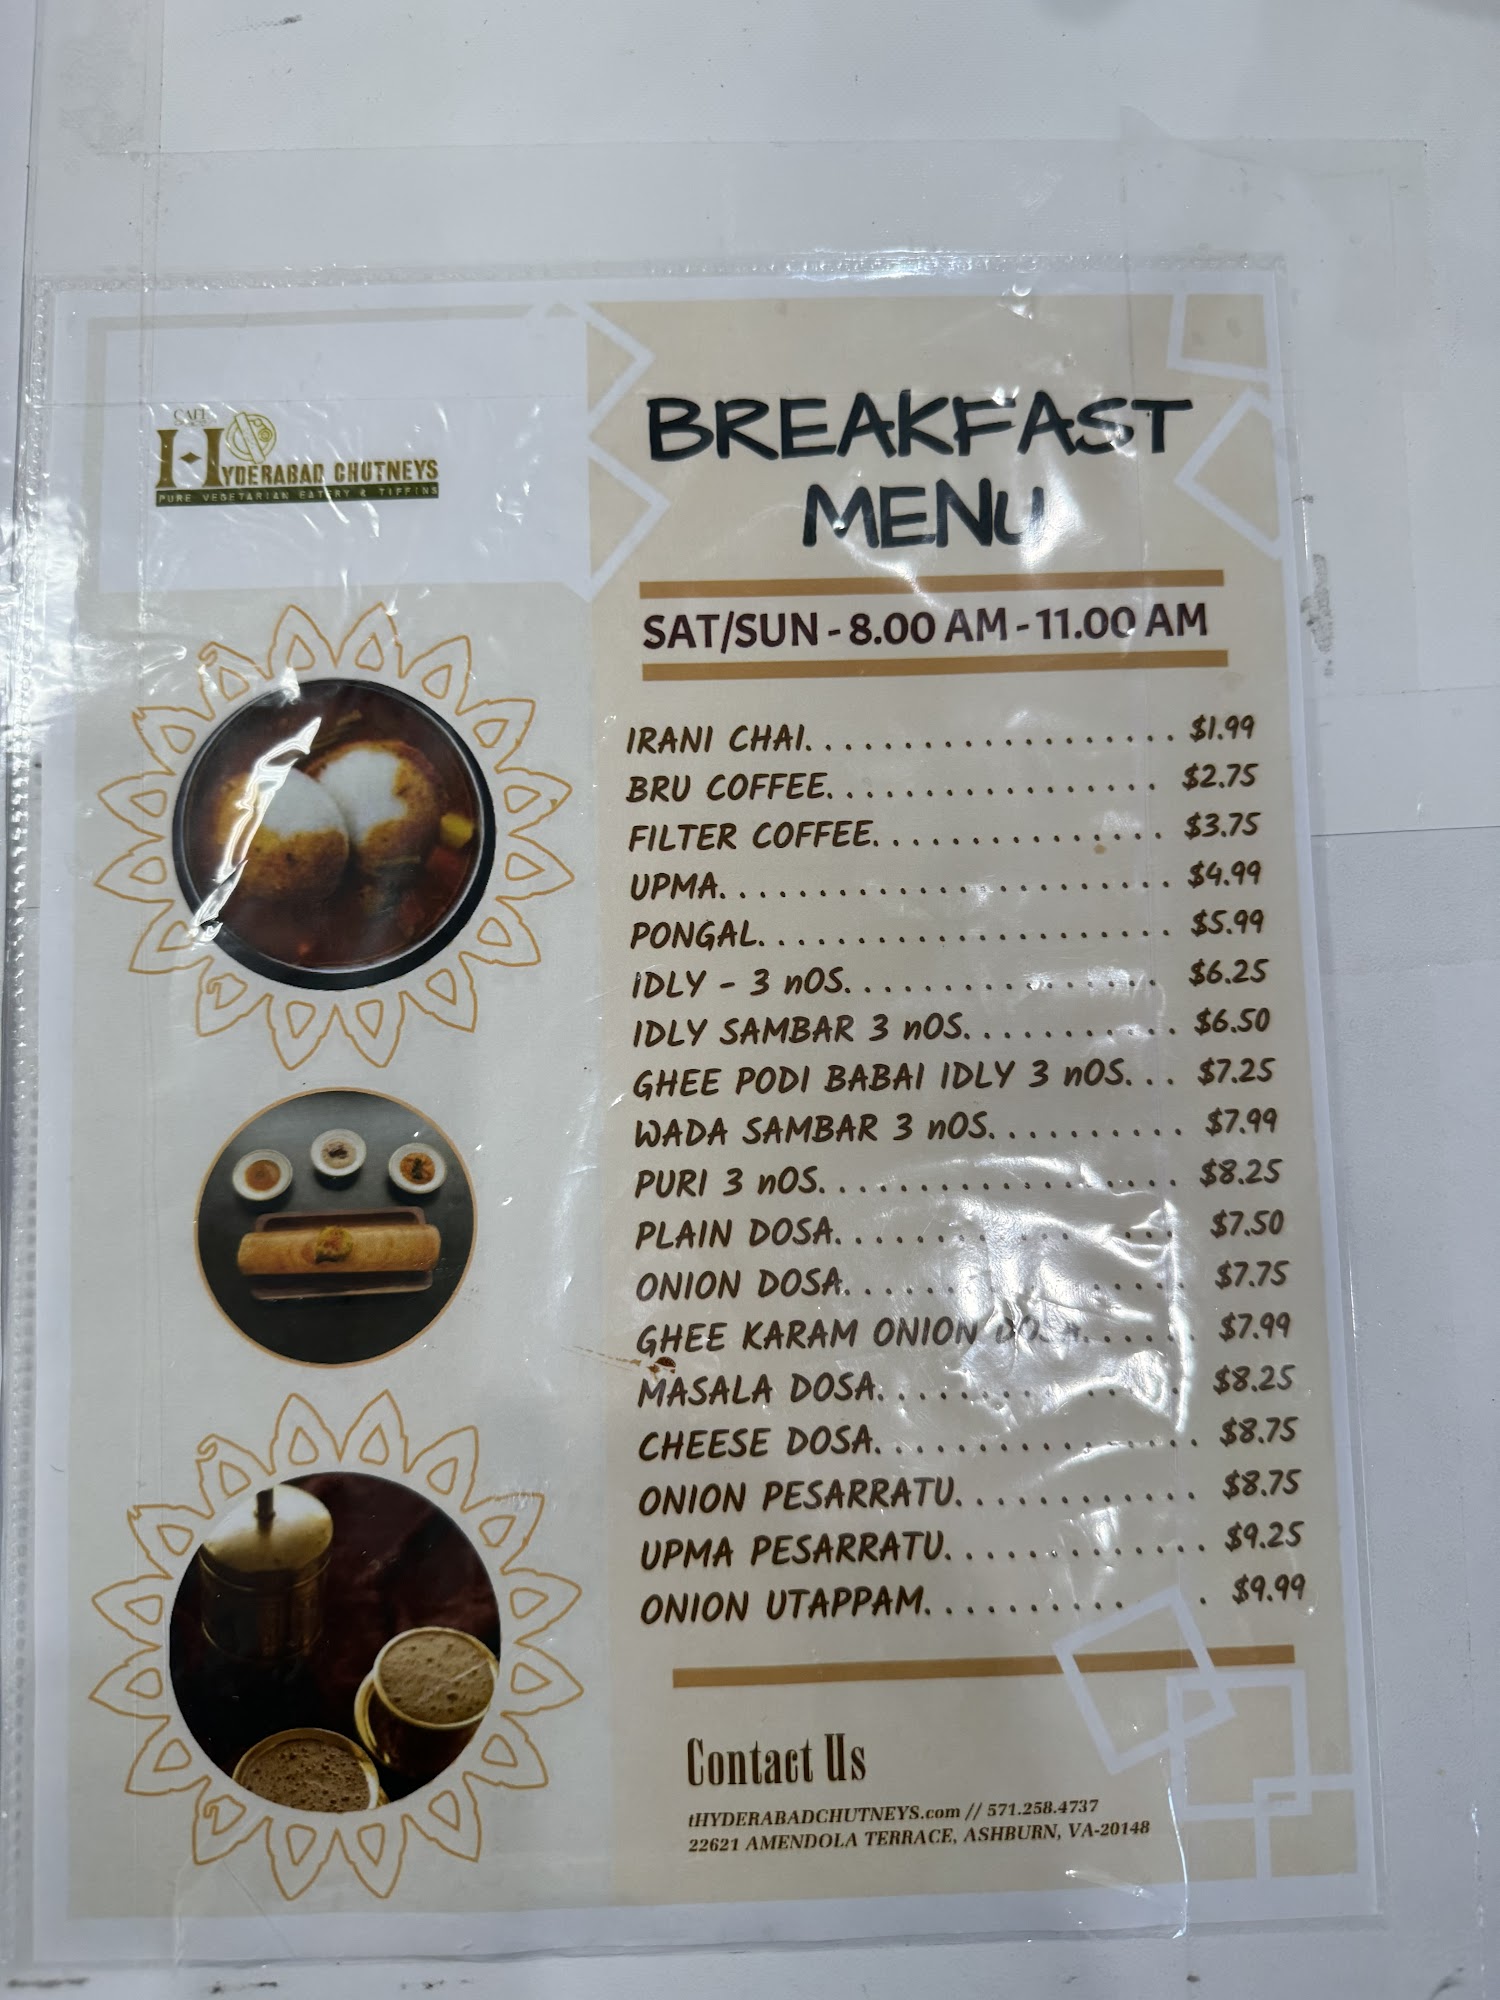 CAFE
HYDERABAD CHUTNEYS
PURE VEGETARIAN EATERY & TIFFINS
BREAKFAST
MENU
SAT/SUN - 8.00 AM - 11.00 AM
IRANI CHAI. . . . . . . . . . . . . . . . . . . . $1.99
BRU COFFEE. . . . . . . . . . . . . . . . . . $2.75
FILTER COFFEE. . . . . . . . . . . . . . . . $3.75
UPMA. . . . . . . . . . . . . . . . . . . . . . . . $4.99
PONGAL. . . . . . . . . . . . . . . . . . . . . . $5.99
IDLY - 3 nOS. . . . . . . . . . . . . . . . . $6.25
IDLY SAMBAR 3 nOS. . . . . . . . . . . $6.50
GHEE PODI BABAI IDLY 3 nOS. . . $7.25
WADA SAMBAR 3 nOS. . . . . . . . . . $7.99
PURI 3 nOS. . . . . . . . . . . . . . . . . . . $8.25
PLAIN DOSA. . . . . . . . . . . . . . . . . . $7.50
ONION DOSA. . . . . . . . . . . . . . . . . $7.75
GHEE KARAM ONION DOSA. . . . . . $7.99
MASALA DOSA. . . . . . . . . . . . . . . . $8.25
CHEESE DOSA. . . . . . . . . . . . . . . . . $8.75
ONION PESARRATU. . . . . . . . . . . . $8.75
UPMA PESARRATU. . . . . . . . . . . . . $9.25
ONION UTAPPAM. . . . . . . . . . . . $9.99
Contact Us
tHYDERABADCHUTNEYS.com // 571.258.4737
22621 AMENDOLA TERRACE, ASHBURN, VA-20148